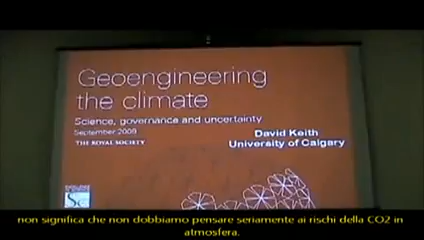 Geoengineering
the climate
Science, governance and uncertainty
September 2009
THE ROYAL SOCIETY
David Keith
University of Calgary
non significa che non dobbiamo pensare seriamente ai rischi della CO2 in
atmosfera.